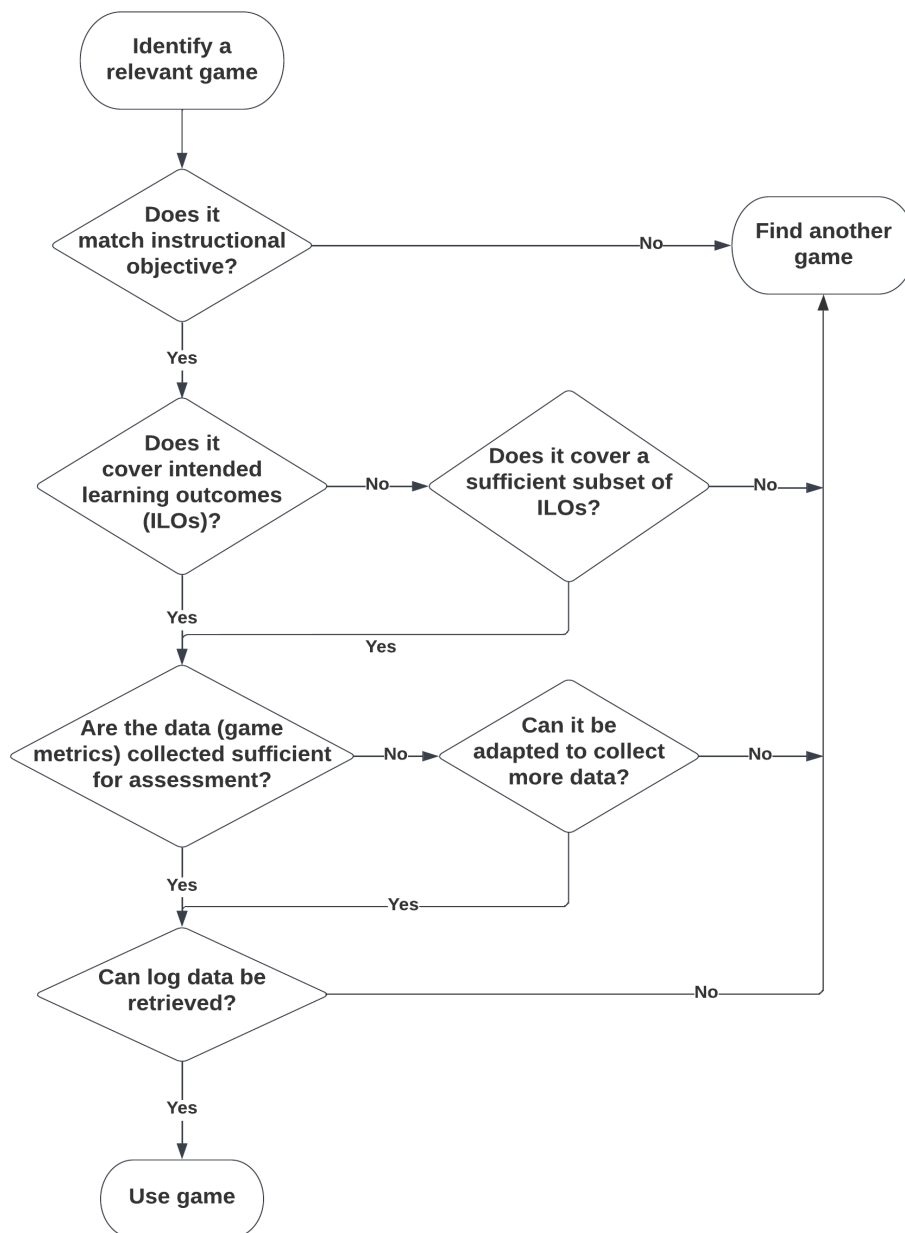 Identify a
relevant game
Does it
match instructional
objective?
No
Find another
game
Yes
Does it
cover intended
learning outcomes
(ILOs)?
No
Does it cover a
sufficient subset of
ILOs?
No
Yes
Yes
Are the data (game
metrics) collected sufficient
for assessment?
No
Can it be
adapted to collect
more data?
No
Yes
Yes
Can log data be
retrieved?
No
Yes
Use game